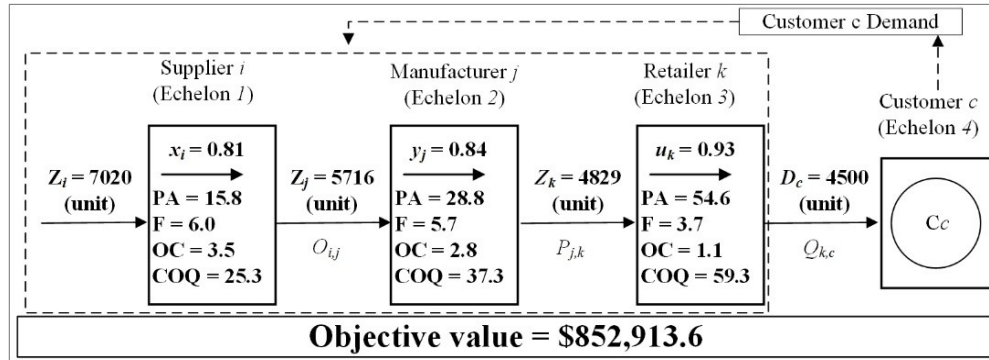 Customer c Demand
Supplier i
(Echelon 1)
Manufacturer j
(Echelon 2)
Retailer k
(Echelon 3)
Customer c
(Echelon 4)
Zi = 7020
(unit)
xi = 0.81
PA = 15.8
F = 6.0
OC = 3.5
COQ = 25.3
Zj = 5716
(unit)
Oi,j
yj = 0.84
PA = 28.8
F = 5.7
OC = 2.8
COQ = 37.3
Zk = 4829
(unit)
Pj,k
uk = 0.93
PA = 54.6
F = 3.7
OC = 1.1
COQ = 59.3
Dc = 4500
(unit)
Qk,c
Cc
Objective value = $852,913.6